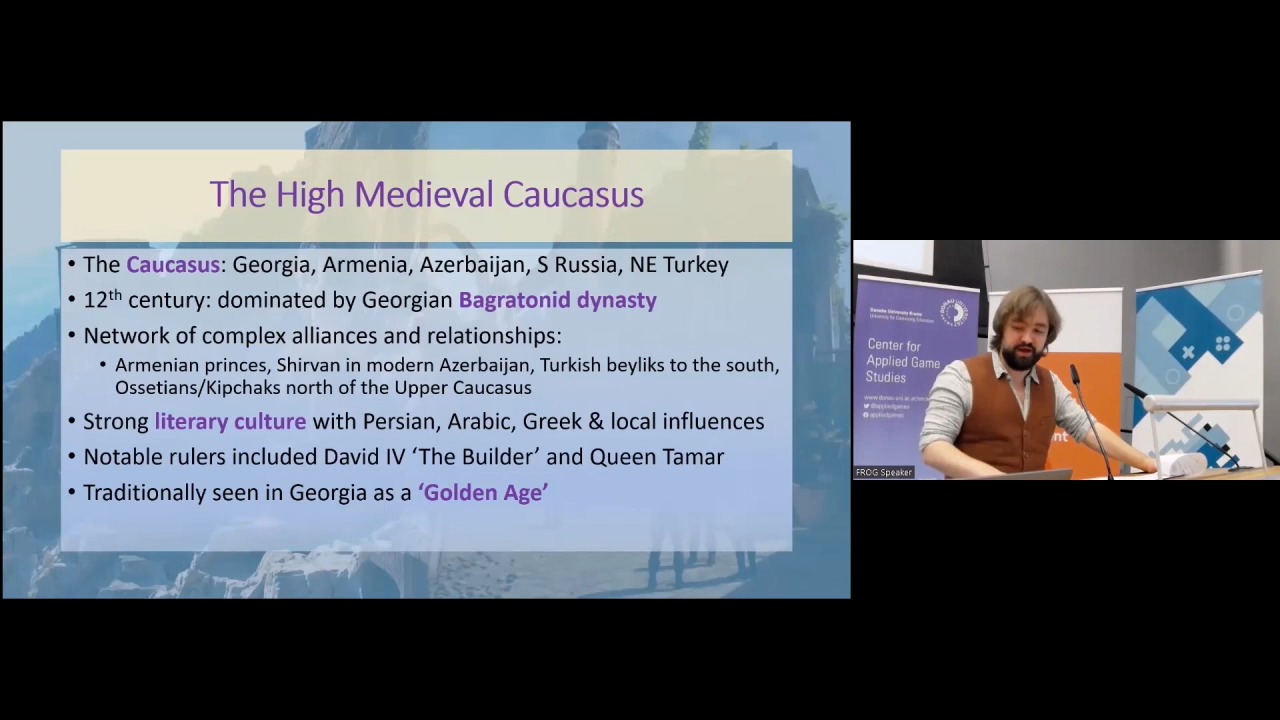 The High Medieval Caucasus
• The Caucasus: Georgia, Armenia, Azerbaijan, S Russia, NE Turkey
• 12th century: dominated by Georgian Bagratonid dynasty
• Network of complex alliances and relationships:
• Armenian princes, Shirvan in modern Azerbaijan, Turkish beyliks to the south,
Ossetians/Kipchaks north of the Upper Caucasus
• Strong literary culture with Persian, Arabic, Greek & local influences
• Notable rulers included David IV ‘The Builder’ and Queen Tamar
• Traditionally seen in Georgia as a ‘Golden Age’
Center for
Applied Game
Studies
FROG Speaker